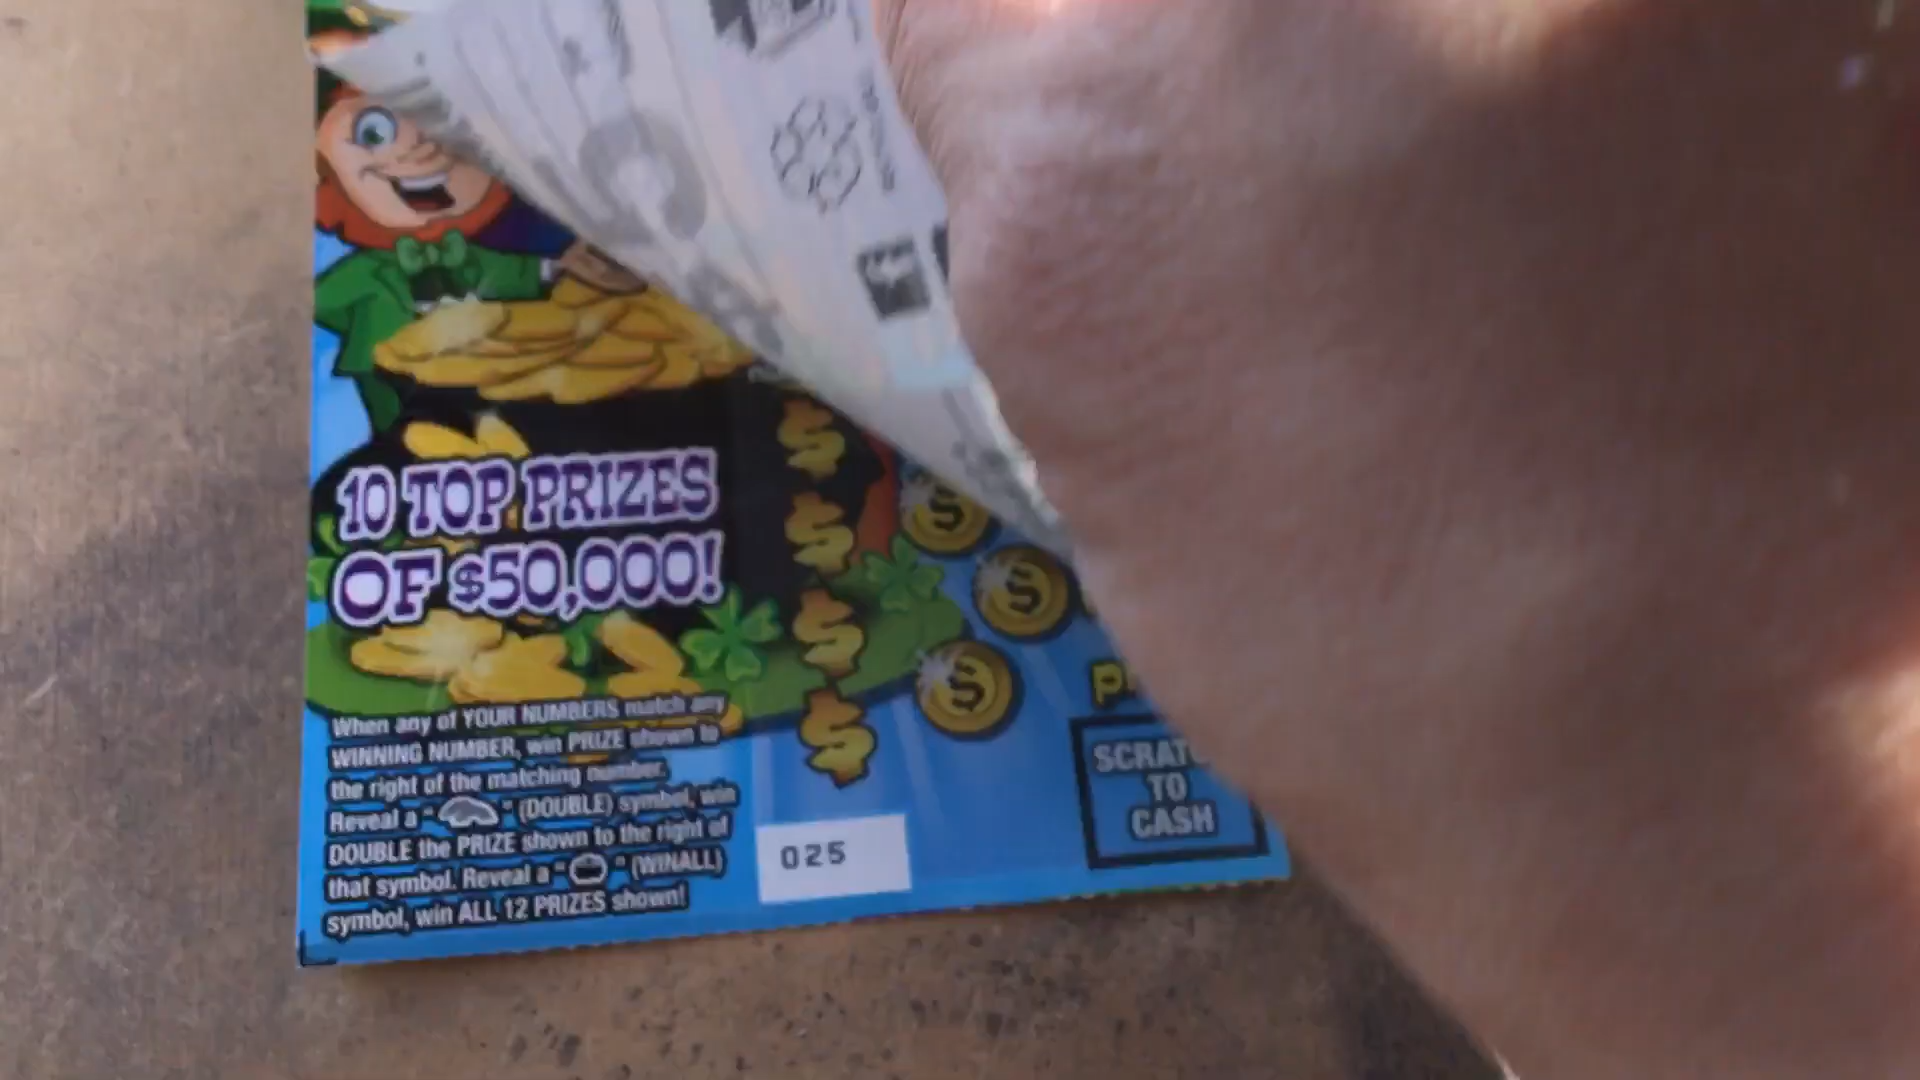 10 TOP PRIZES
OF $50,000!
When any of YOUR NUMBERS match any
WINNING NUMBER, win PRIZE shown to
the right of the matching number.
Reveal a " " (DOUBLE) symbol, win
DOUBLE the PRIZE shown to the right of
that symbol. Reveal a " " (WINALL)
symbol, win ALL 12 PRIZES shown!
025
TO
CASH